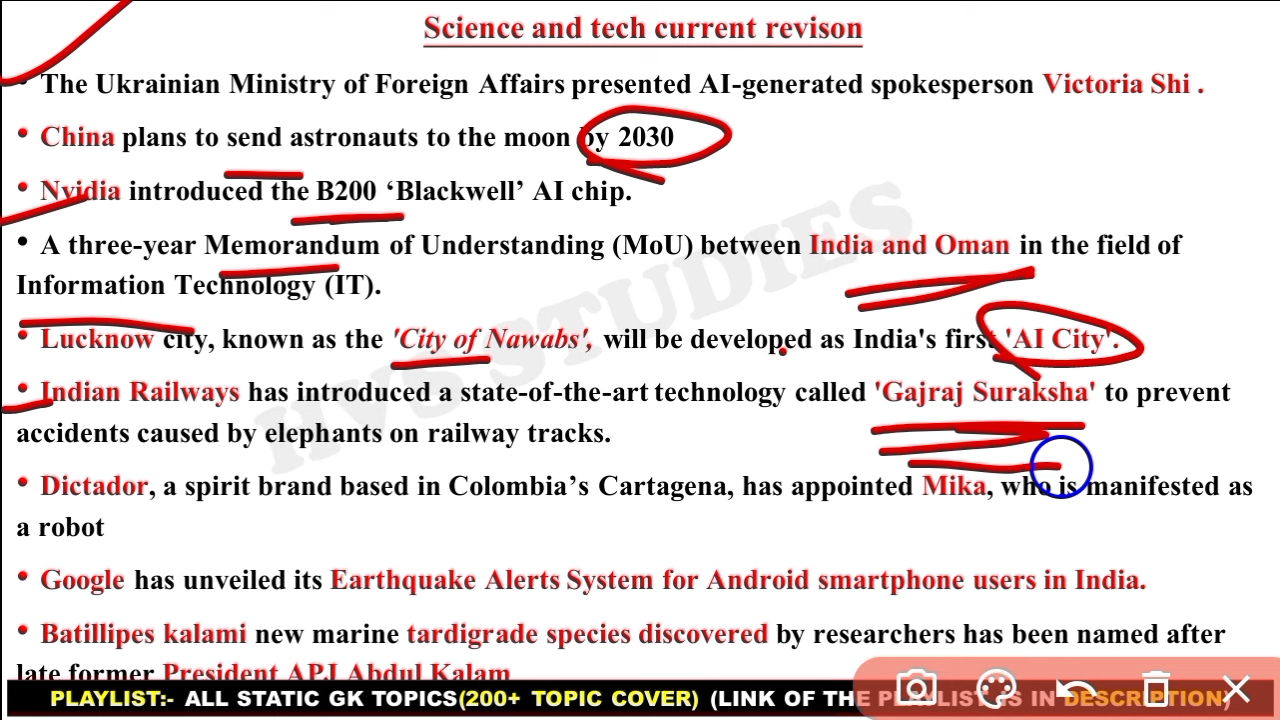 Science and tech current revison
• The Ukrainian Ministry of Foreign Affairs presented AI-generated spokesperson Victoria Shi .
• China plans to send astronauts to the moon by 2030
• Nvidia introduced the B200 ‘Blackwell’ AI chip.
• A three-year Memorandum of Understanding (MoU) between India and Oman in the field of
Information Technology (IT).
• Lucknow city, known as the 'City of Nawabs', will be developed as India's first 'AI City'.
• Indian Railways has introduced a state-of-the-art technology called 'Gajraj Suraksha' to prevent
accidents caused by elephants on railway tracks.
• Dictador, a spirit brand based in Colombia’s Cartagena, has appointed Mika, who is manifested as
a robot
• Google has unveiled its Earthquake Alerts System for Android smartphone users in India.
• Batillipes kalami new marine tardigrade species discovered by researchers has been named after
late former President APJ Abdul Kalam
PLAYLIST:- ALL STATIC GK TOPICS(200+ TOPIC COVER) (LINK OF THE PLAYLIST IS IN DESCRIPTION)
HVS STUDIES